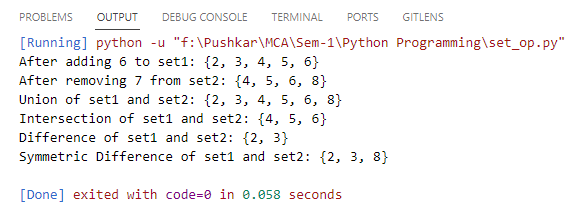 PROBLEMS OUTPUT DEBUG CONSOLE TERMINAL PORTS GITLENS
[Running] python -u "f:\Pushkar\MCA\Sem-1\Python Programming\set_op.py"
After adding 6 to set1: {2, 3, 4, 5, 6}
After removing 7 from set2: {4, 5, 6, 8}
Union of set1 and set2: {2, 3, 4, 5, 6, 8}
Intersection of set1 and set2: {4, 5, 6}
Difference of set1 and set2: {2, 3}
Symmetric Difference of set1 and set2: {2, 3, 8}
[Done] exited with code=0 in 0.058 seconds